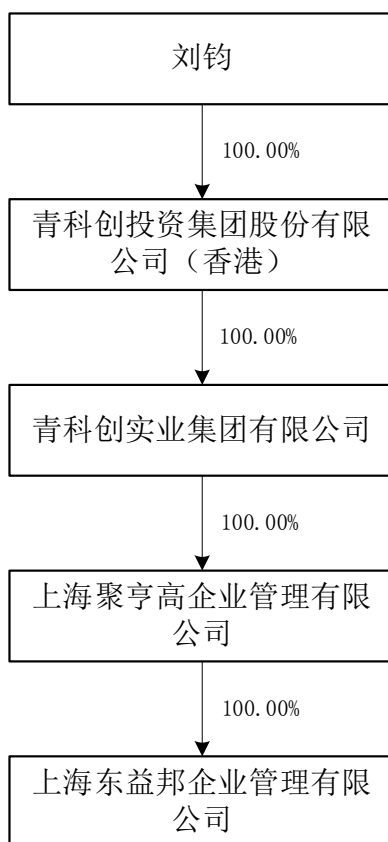 刘钧
100.00%
青科创投资集团股份有限
公司（香港）
100.00%
青科创实业集团有限公司
100.00%
上海聚亨高企业管理有限
公司
100.00%
上海东益邦企业管理有限
公司